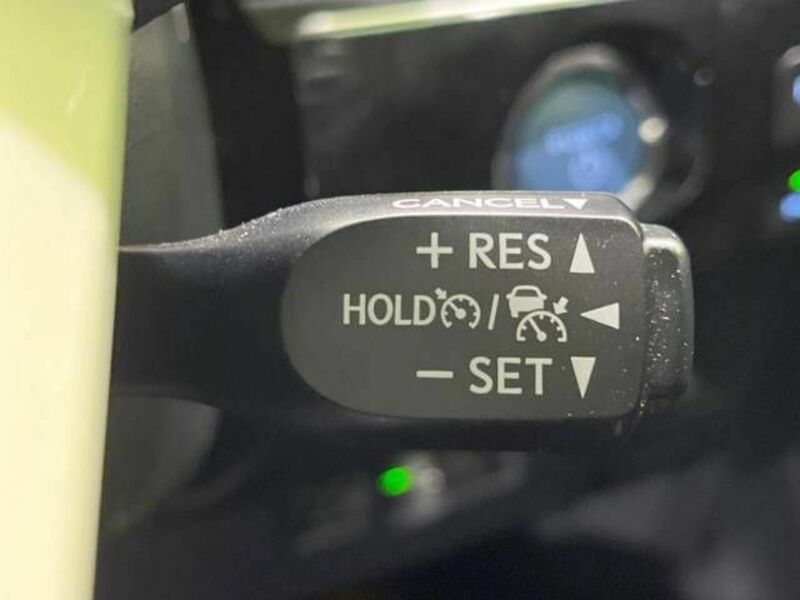 CANCEL▼
+ RES ▲
HOLD / ◀
− SET ▼